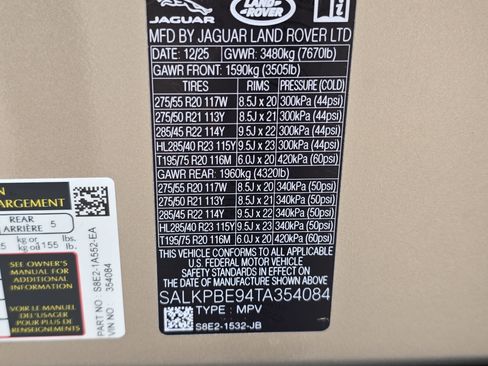 JAGUAR
LAND ROVER
MFD BY JAGUAR LAND ROVER LTD
DATE: 12/25 GVWR: 3480kg (7670lb)
GAWR FRONT: 1590kg (3505lb)
TIRES RIMS PRESSURE (COLD)
275/55 R20 117W 8.5J x 20 300kPa (44psi)
275/50 R21 113Y 8.5J x 21 300kPa (44psi)
285/45 R22 114Y 9.5J x 22 300kPa (44psi)
HL285/40 R23 115Y 9.5J x 23 300kPa (44psi)
T195/75 R20 116M 6.0J x 20 420kPa (60psi)
GAWR REAR: 1960kg (4320lb)
275/55 R20 117W 8.5J x 20 340kPa (50psi)
275/50 R21 113Y 8.5J x 21 340kPa (50psi)
285/45 R22 114Y 9.5J x 22 340kPa (50psi)
HL285/40 R23 115Y 9.5J x 23 340kPa (50psi)
T195/75 R20 116M 6.0J x 20 420kPa (60psi)
THIS VEHICLE CONFORMS TO ALL APPLICABLE
U.S. FEDERAL MOTOR VEHICLE SAFETY
STANDARDS IN EFFECT ON THE DATE OF
MANUFACTURE SHOWN ABOVE.
SALKPBE94TA354084
TYPE : MPV
S8E2-1532-JB
ARGEMENT
REAR
ARRIÈRE 5
kg or lbs.
kg ou 155 lb.
SEE OWNER'S
MANUAL FOR
ADDITIONAL
INFORMATION
VOIR LE MANUEL
DE
POUR PLUS DE
PART NO: S8E2-1A552-EA
VIN NO : 354084